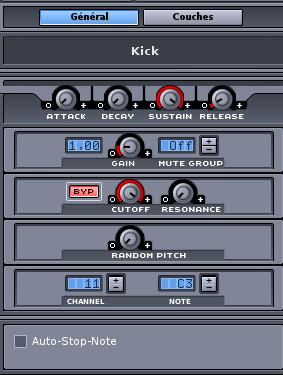 Général Couches
Kick
ATTACK DECAY SUSTAIN RELEASE
1,00 Off
GAIN MUTE GROUP
BYP
CUTOFF RESONANCE
RANDOM PITCH
11 C3
CHANNEL NOTE
Auto-Stop-Note